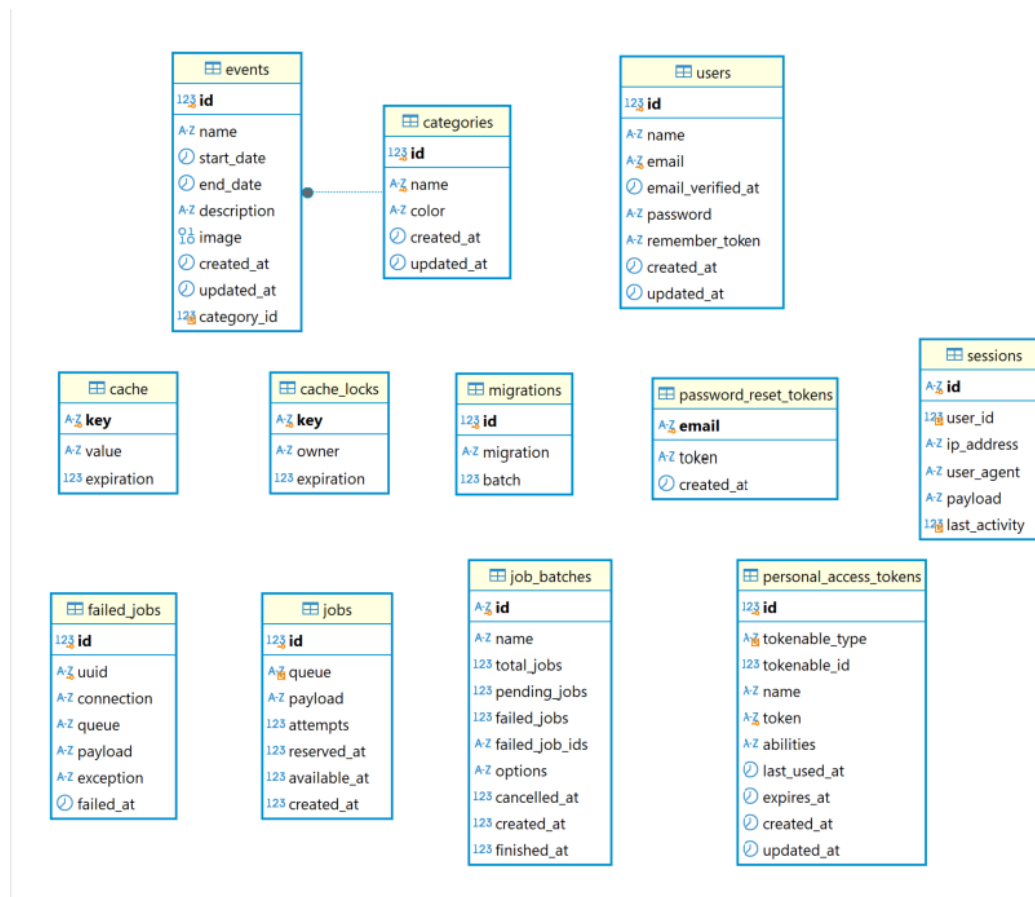 events
id
name
start_date
end_date
description
image
created_at
updated_at
category_id
categories
id
name
color
created_at
updated_at
users
id
name
email
email_verified_at
password
remember_token
created_at
updated_at
cache
key
value
expiration
cache_locks
key
owner
expiration
migrations
id
migration
batch
password_reset_tokens
email
token
created_at
sessions
id
user_id
ip_address
user_agent
payload
last_activity
failed_jobs
id
uuid
connection
queue
payload
exception
failed_at
jobs
id
queue
payload
attempts
reserved_at
available_at
created_at
job_batches
id
name
total_jobs
pending_jobs
failed_jobs
failed_job_ids
options
cancelled_at
created_at
finished_at
personal_access_tokens
id
tokenable_type
tokenable_id
name
token
abilities
last_used_at
expires_at
created_at
updated_at